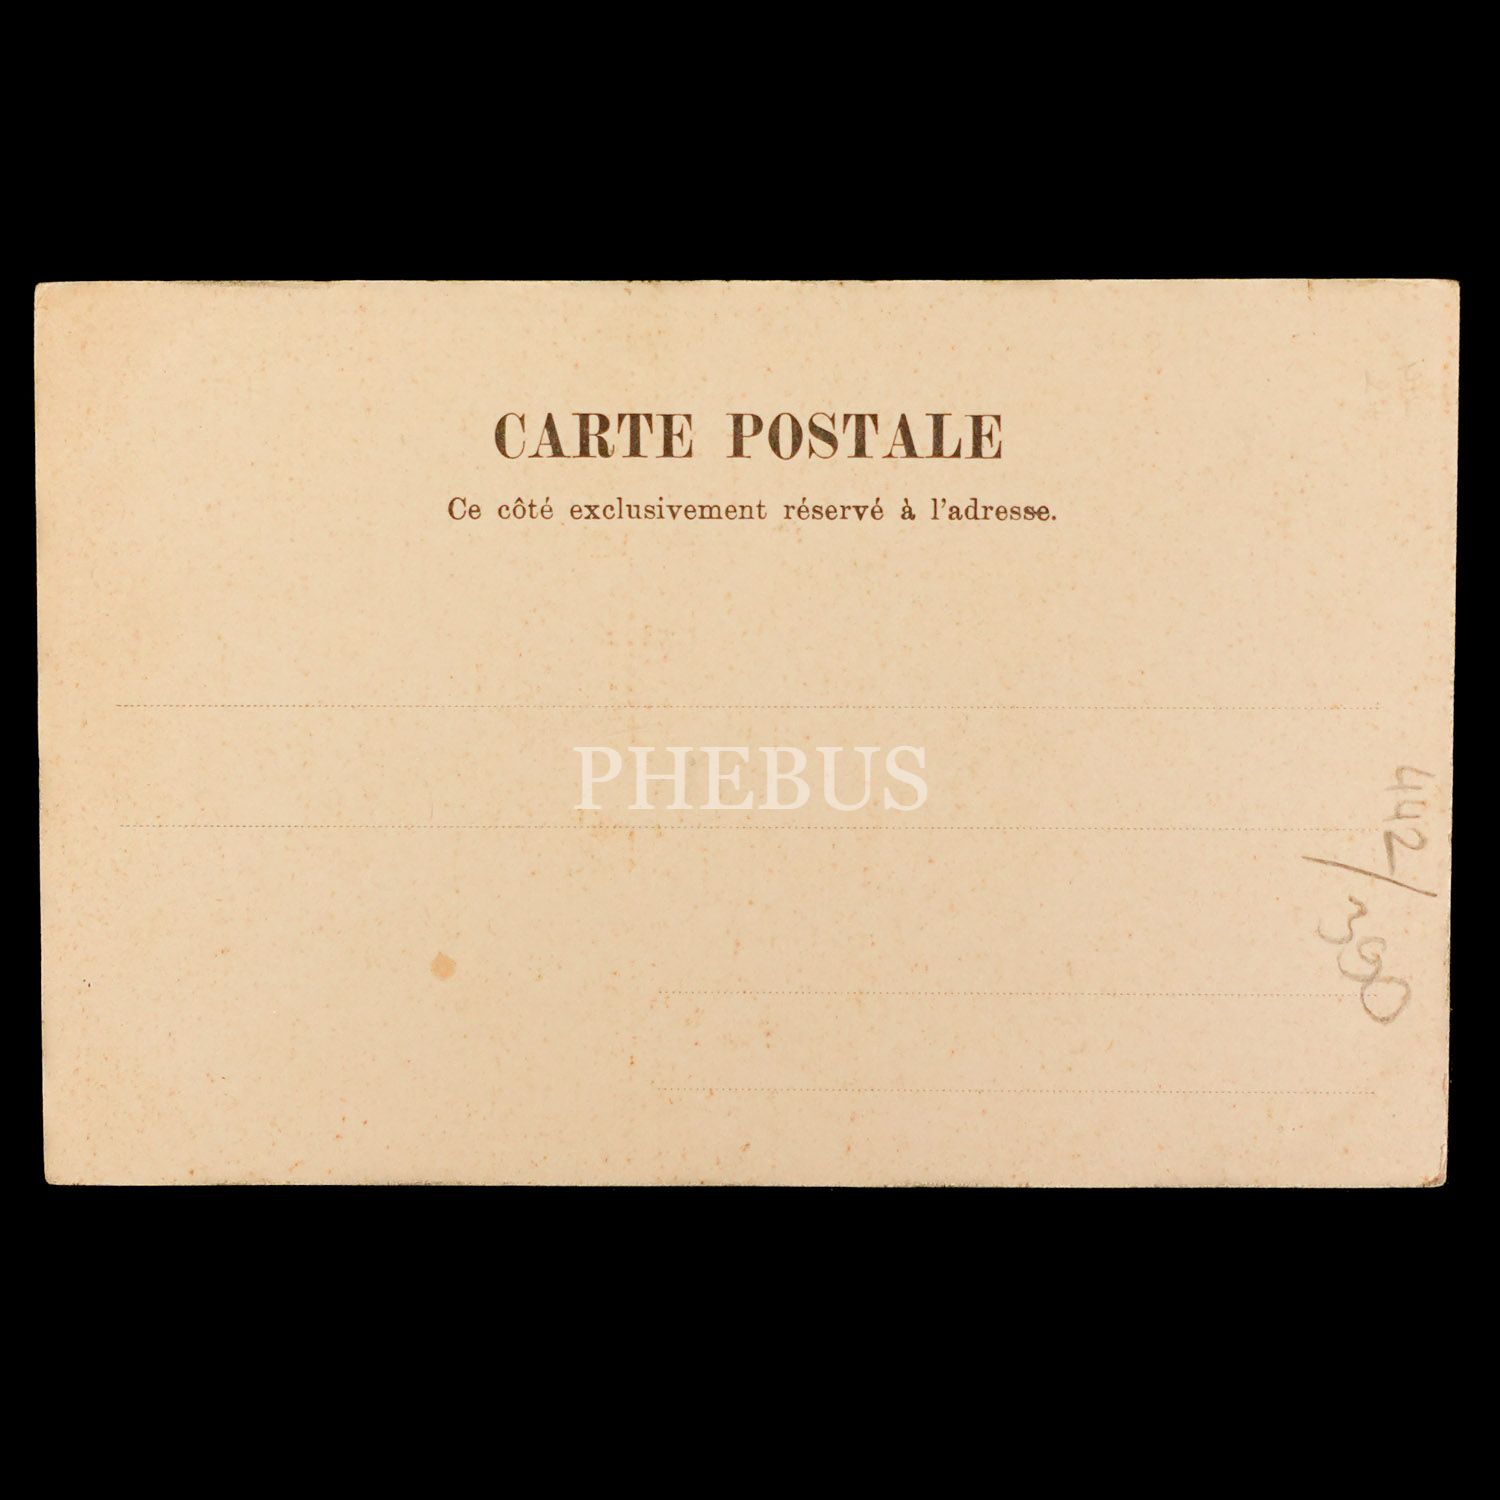 CARTE POSTALE
Ce côté exclusivement réservé à l'adresse.
PHEBUS
442/390